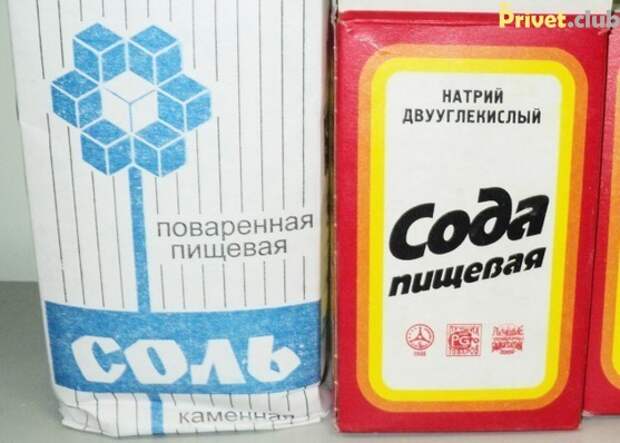 Privet.club
поваренная
пищевая
СОЛЬ
каменная
НАТРИЙ
ДВУУГЛЕКИСЛЫЙ
Сода
пищевая